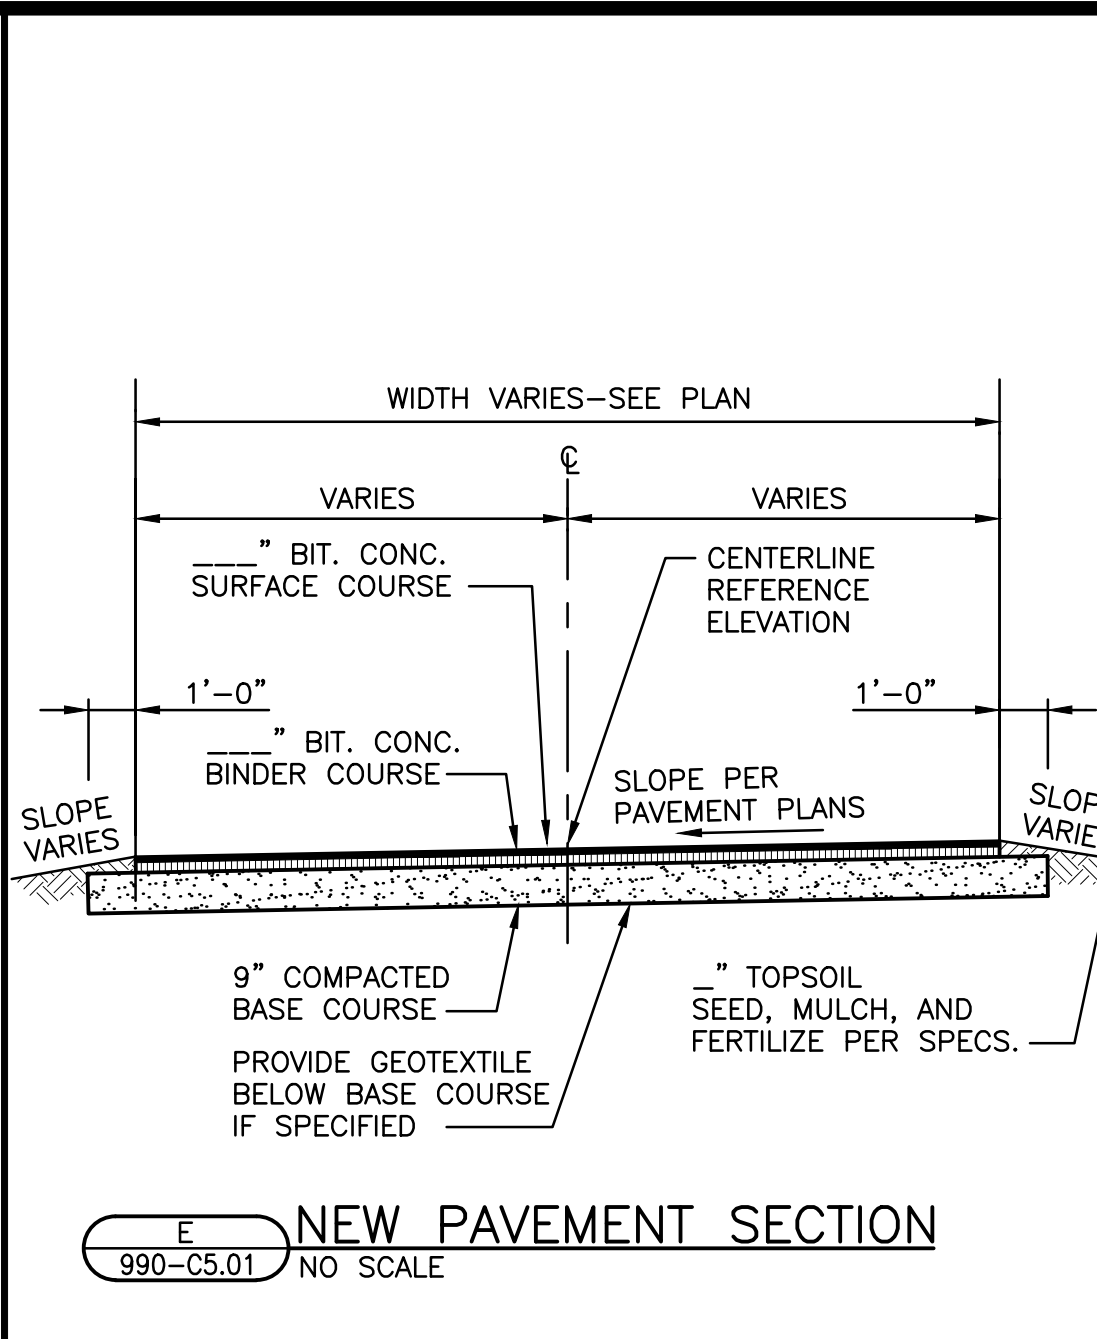 WIDTH VARIES-SEE PLAN
℄
VARIES
VARIES
___" BIT. CONC.
SURFACE COURSE
CENTERLINE
REFERENCE
ELEVATION
1'-0"
1'-0"
___" BIT. CONC.
BINDER COURSE
SLOPE PER
PAVEMENT PLANS
SLOPE
VARIES
SLOP
VARIE
9" COMPACTED
BASE COURSE
_" TOPSOIL
SEED, MULCH, AND
FERTILIZE PER SPECS.
PROVIDE GEOTEXTILE
BELOW BASE COURSE
IF SPECIFIED
E
990-C5.01
NEW PAVEMENT SECTION
NO SCALE